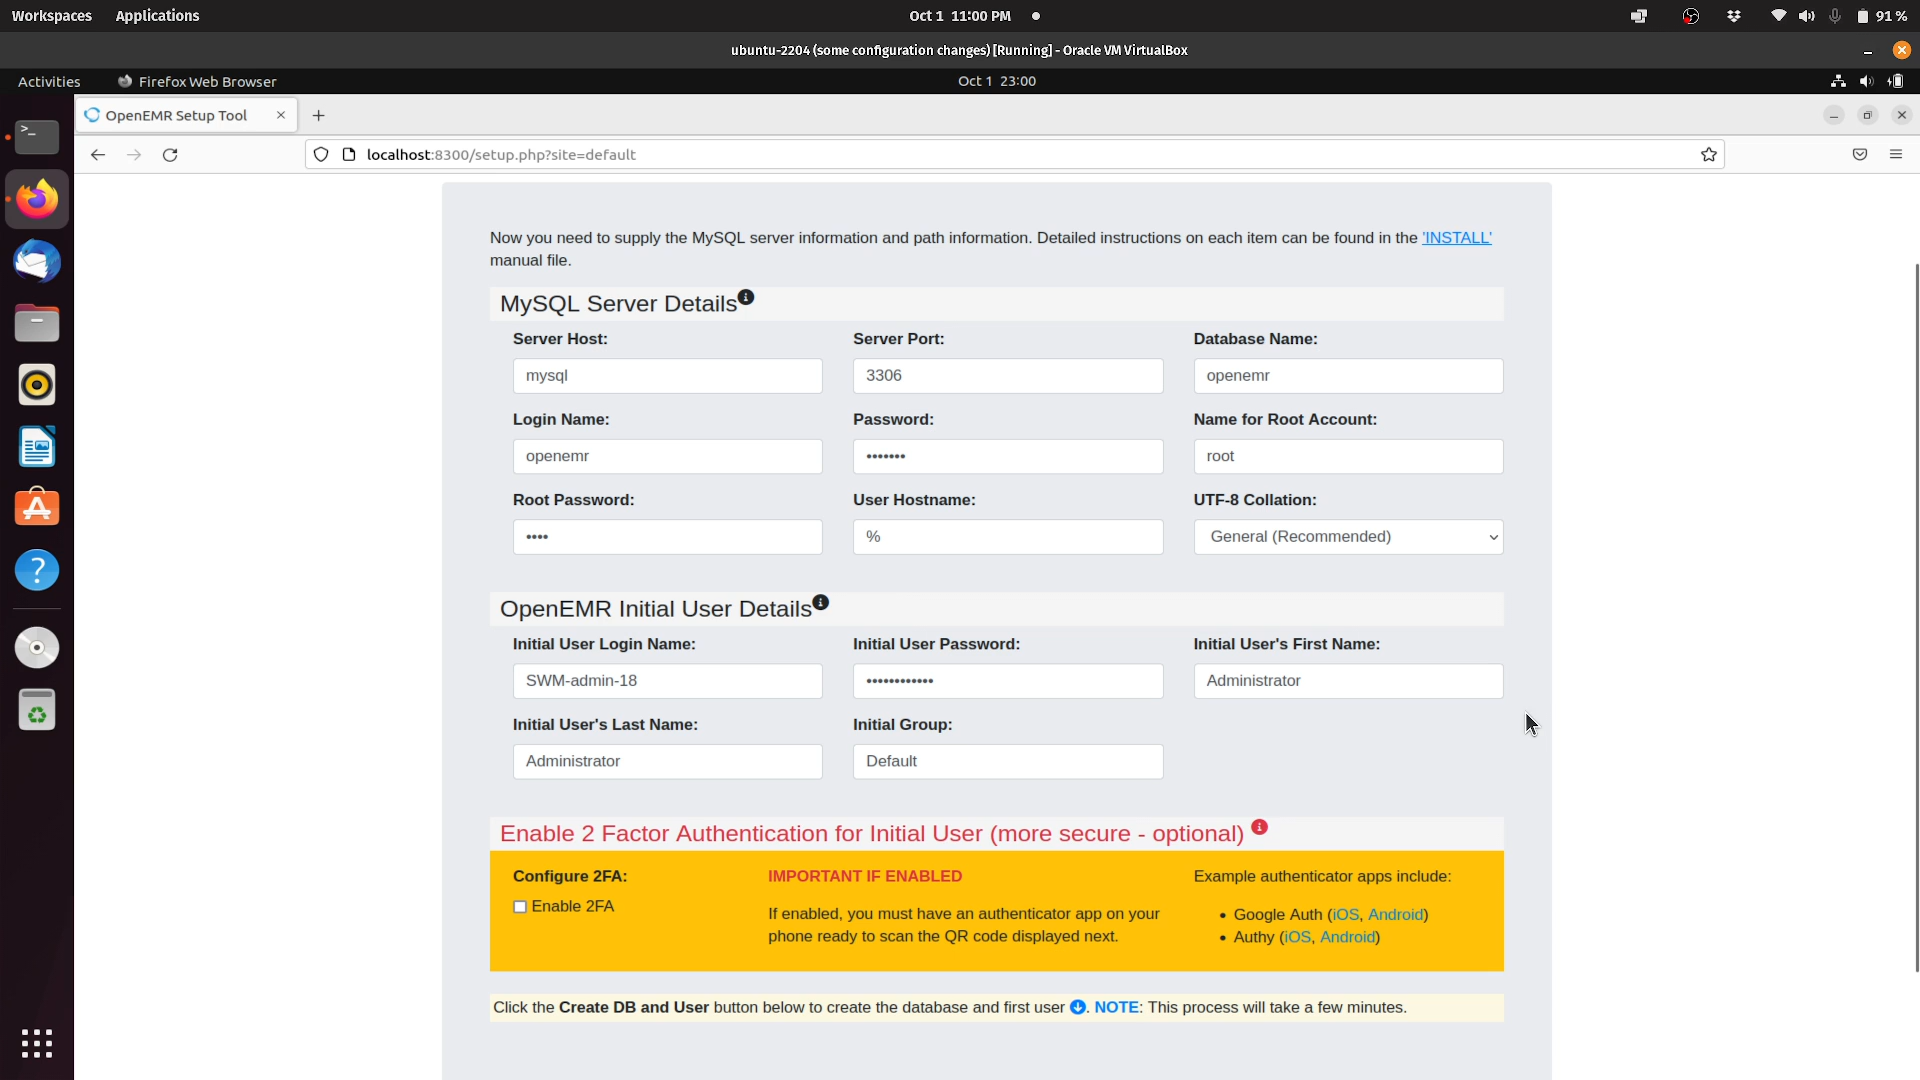 Workspaces Applications Oct 1 11:00 PM 91 %
ubuntu-2204 (some configuration changes) [Running] - Oracle VM VirtualBox
Activities Firefox Web Browser Oct 1 23:00
OpenEMR Setup Tool
localhost:8300/setup.php?site=default
Now you need to supply the MySQL server information and path information. Detailed instructions on each item can be found in the 'INSTALL'
manual file.
MySQL Server Details
Server Host: Server Port: Database Name:
mysql 3306 openemr
Login Name: Password: Name for Root Account:
openemr ••••••• root
Root Password: User Hostname: UTF-8 Collation:
•••• % General (Recommended)
OpenEMR Initial User Details
Initial User Login Name: Initial User Password: Initial User's First Name:
SWM-admin-18 •••••••••••• Administrator
Initial User's Last Name: Initial Group:
Administrator Default
Enable 2 Factor Authentication for Initial User (more secure - optional)
Configure 2FA: IMPORTANT IF ENABLED Example authenticator apps include:
Enable 2FA
If enabled, you must have an authenticator app on your
phone ready to scan the QR code displayed next.
• Google Auth (iOS, Android)
• Authy (iOS, Android)
Click the Create DB and User button below to create the database and first user . NOTE: This process will take a few minutes.